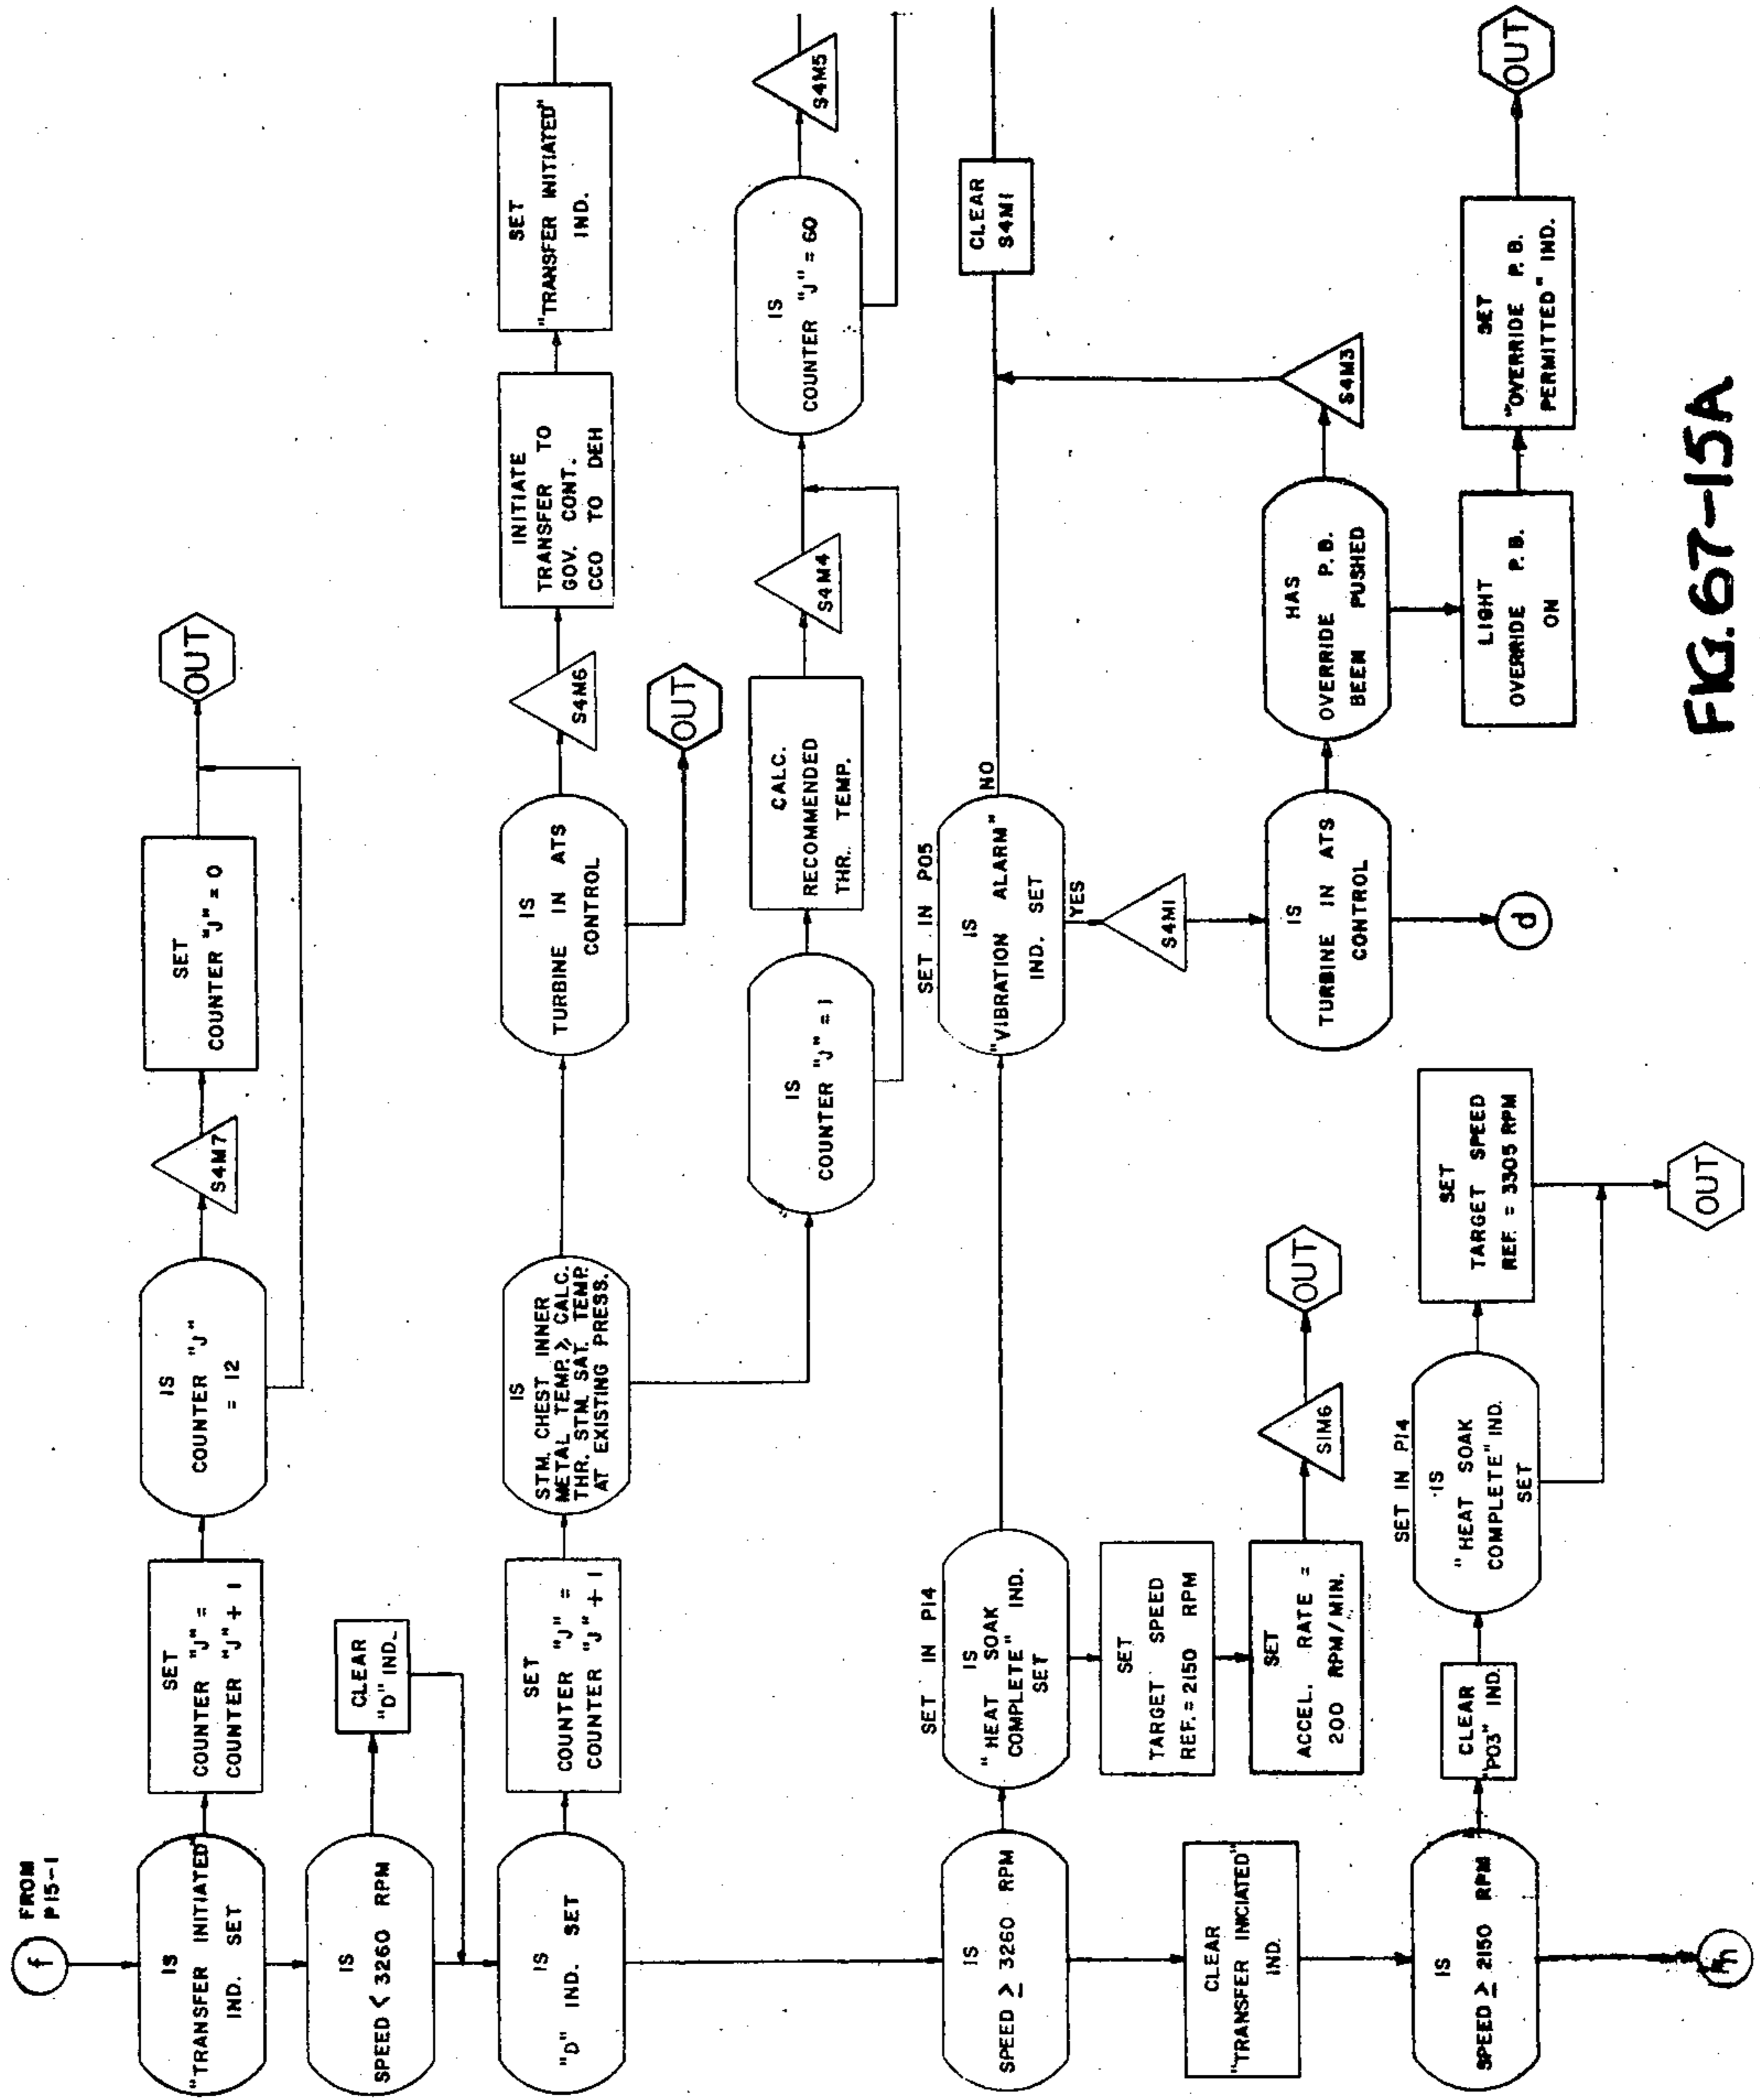 FROM
P15-1
f
IS
"TRANSFER INITIATED
IND. SET
SET
COUNTER "J" =
COUNTER "J" + 1
IS
COUNTER "J"
= 12
S4M7
SET
COUNTER "J" = 0
OUT
IS
SPEED < 3260 RPM
CLEAR
"D" IND.
IS
"D" IND. SET
SET
COUNTER "J" =
COUNTER "J" + 1
IS
STM. CHEST INNER
METAL TEMP. ≥ CALC.
THR. STM. SAT. TEMP.
AT EXISTING PRESS.
IS
TURBINE IN ATS
CONTROL
S4M6
INITIATE
TRANSFER TO
GOV. CONT.
CCO TO DEH
SET
"TRANSFER INITIATED"
IND.
OUT
IS
COUNTER "J" = 1
CALC.
RECOMMENDED
THR. TEMP.
S4M4
IS
COUNTER "J" = 60
S4M5
IS
SPEED ≥ 3260 RPM
SET IN P14
IS
"HEAT SOAK
COMPLETE" IND.
SET
SET IN P05
IS
"VIBRATION ALARM"
IND. SET
NO
CLEAR
S4M1
YES
S4M1
SET
TARGET SPEED
REF. = 2150 RPM
SET
ACCEL. RATE =
200 RPM/MIN.
S1M6
OUT
IS
TURBINE IN ATS
CONTROL
d
HAS
OVERRIDE P.B.
BEEM PUSHED
S4M3
LIGHT
OVERRIDE P.B.
ON
SET
"OVERRIDE P.B.
PERMITTED" IND.
OUT
CLEAR
"TRANSFER INICIATED"
IND.
IS
SPEED ≥ 2150 RPM
CLEAR
"P03" IND.
SET IN P14
IS
"HEAT SOAK
COMPLETE" IND.
SET
SET
TARGET SPEED
REF. = 3305 RPM
OUT
FIG. 67-15A